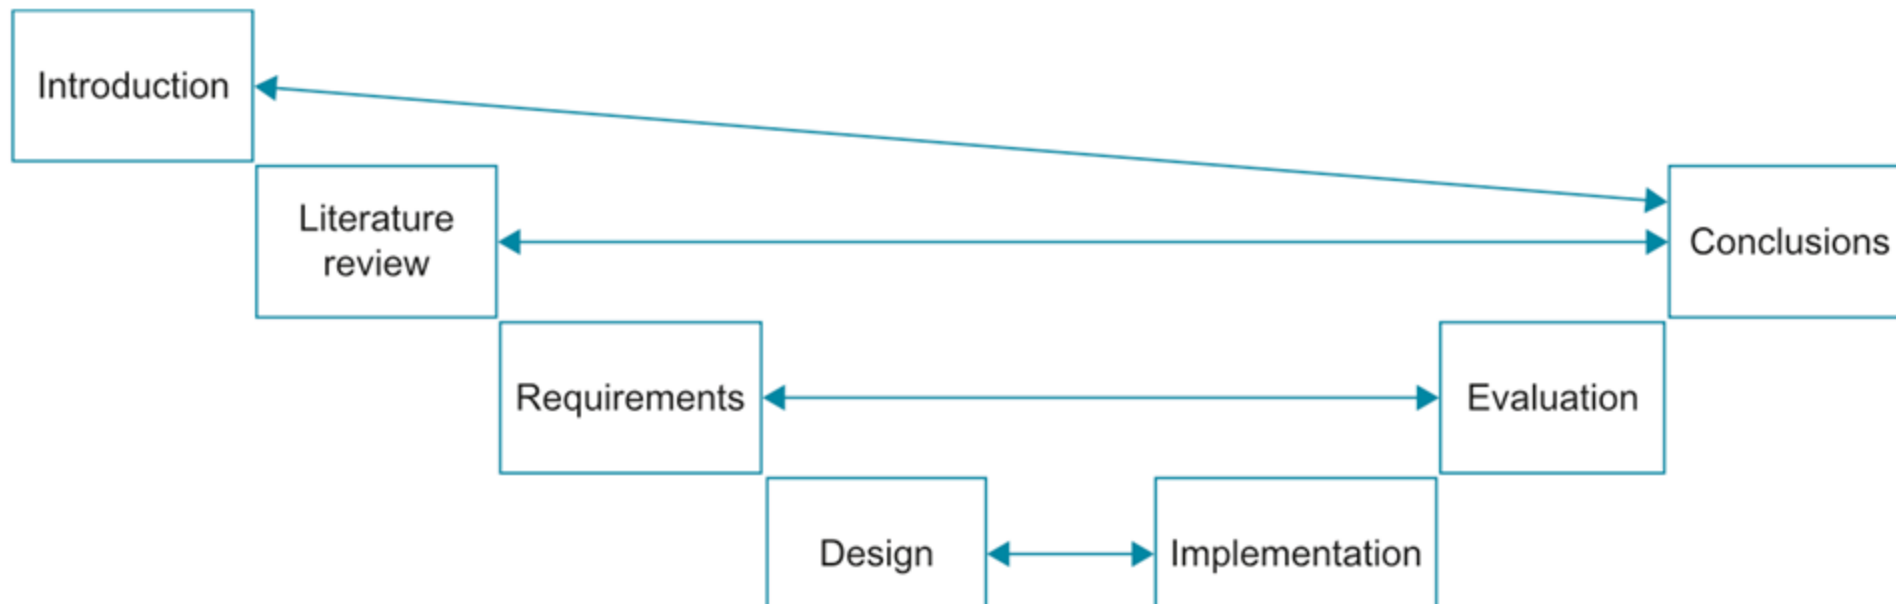 Introduction
Literature
review
Conclusions
Requirements
Evaluation
Design
Implementation